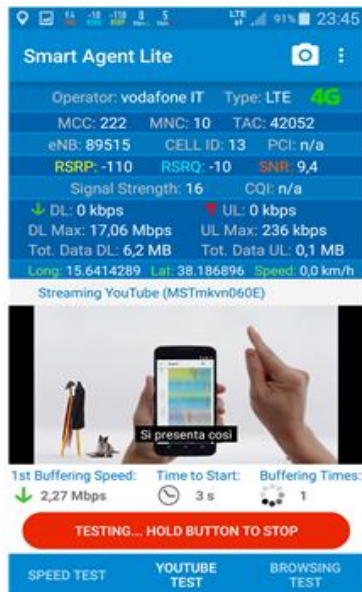 LTE 91% 23:45
Smart Agent Lite
Operator: vodafone IT Type: LTE 4G
MCC: 222 MNC: 10 TAC: 42052
eNB: 89515 CELL ID: 13 PCI: n/a
RSRP: -110 RSRQ: -10 SNR: 9,4
Signal Strength: 16 CQI: n/a
DL: 0 kbps UL: 0 kbps
DL Max: 17,06 Mbps UL Max: 236 kbps
Tot. Data DL: 6,2 MB Tot. Data UL: 0,1 MB
Long: 15.6414289 Lat: 38.186896 Speed: 0,0 km/h
Streaming YouTube (MSTmkvn060E)
Si presenta così
1st Buffering Speed: Time to Start: Buffering Times:
2,27 Mbps 3 s 1
TESTING... HOLD BUTTON TO STOP
SPEED TEST YOUTUBE TEST BROWSING TEST